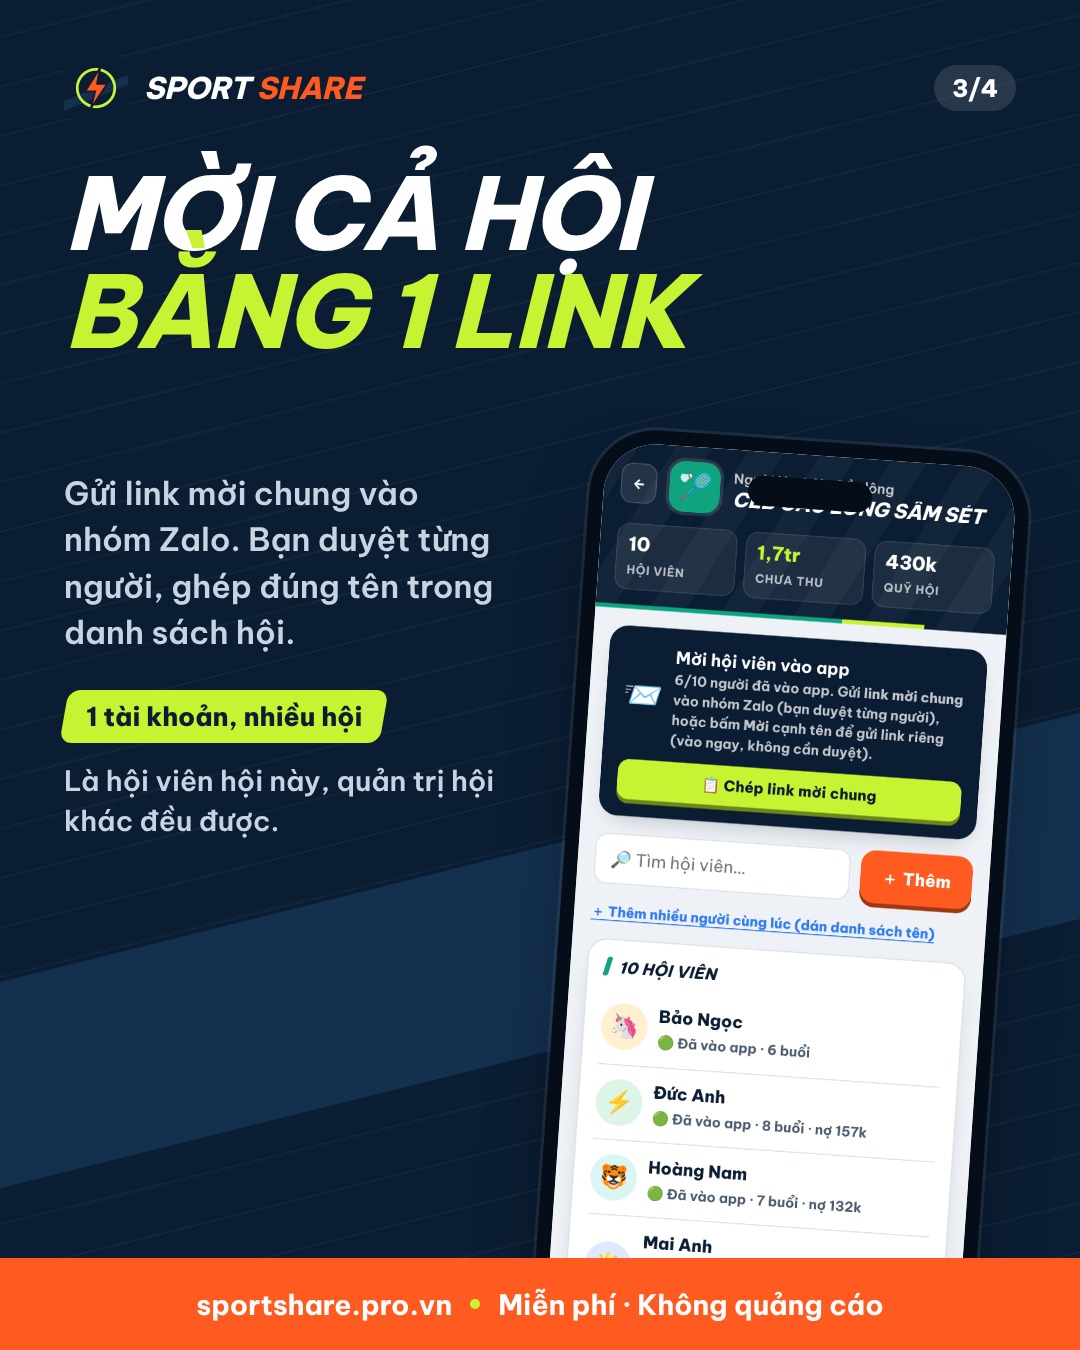 SPORT SHARE
3/4
MỜI CẢ HỘI
BẰNG 1 LINK
Gửi link mời chung vào
nhóm Zalo. Bạn duyệt từng
người, ghép đúng tên trong
danh sách hội.
1 tài khoản, nhiều hội
Là hội viên hội này, quản trị hội
khác đều được.
LÔNG SẤM SÉT
10
HỘI VIÊN
1,7tr
CHƯA THU
430k
QUỸ HỘI
Mời hội viên vào app
6/10 người đã vào app. Gửi link mời chung
vào nhóm Zalo (bạn duyệt từng người),
hoặc bấm Mời cạnh tên để gửi link riêng
(vào ngay, không cần duyệt).
📋 Chép link mời chung
🔎 Tìm hội viên...
+ Thêm
+ Thêm nhiều người cùng lúc (dán danh sách tên)
10 HỘI VIÊN
Bảo Ngọc
Đã vào app · 6 buổi
Đức Anh
Đã vào app · 8 buổi · nợ 157k
Hoàng Nam
Đã vào app · 7 buổi · nợ 132k
Mai Anh
sportshare.pro.vn • Miễn phí · Không quảng cáo